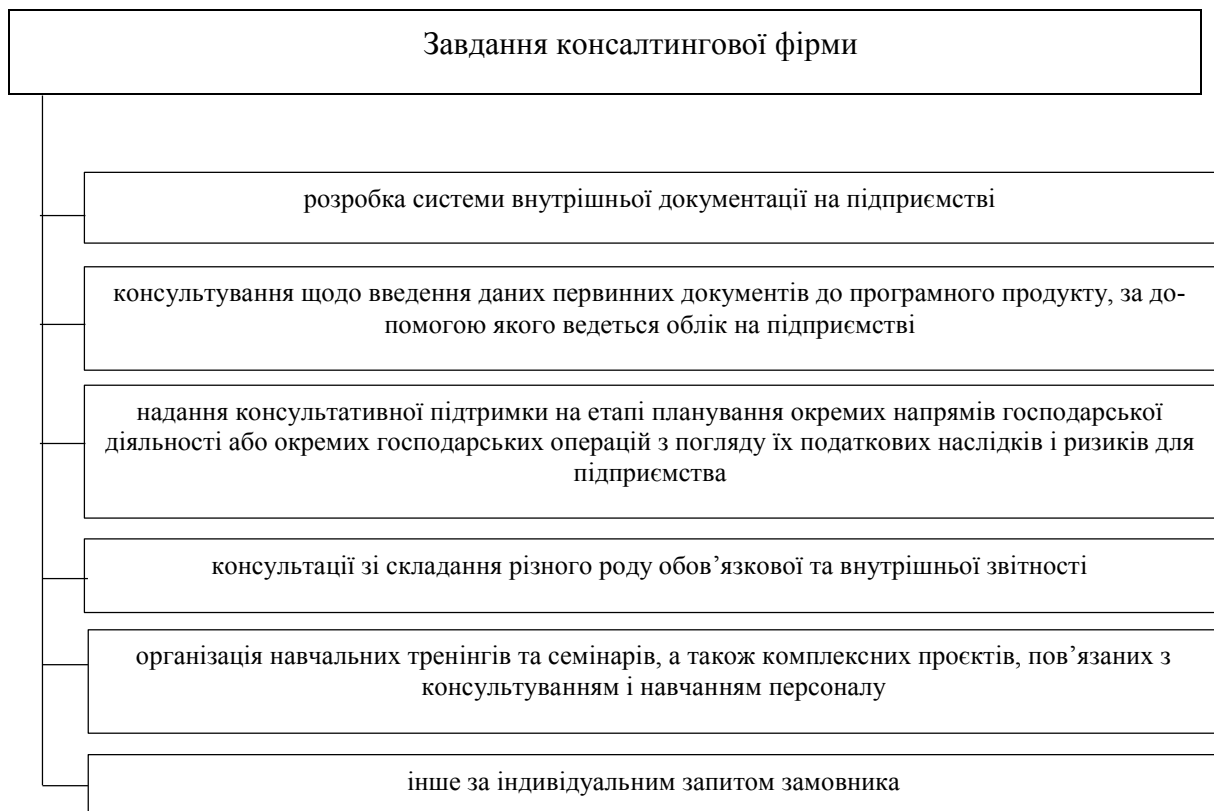 Завдання консалтингової фірми
розробка системи внутрішньої документації на підприємстві
консультування щодо введення даних первинних документів до програмного продукту, за до-
помогою якого ведеться облік на підприємстві
надання консультативної підтримки на етапі планування окремих напрямів господарської
діяльності або окремих господарських операцій з погляду їх податкових наслідків і ризиків для
підприємства
консультації зі складання різного роду обов’язкової та внутрішньої звітності
організація навчальних тренінгів та семінарів, а також комплексних проєктів, пов’язаних з
консультуванням і навчанням персоналу
інше за індивідуальним запитом замовника